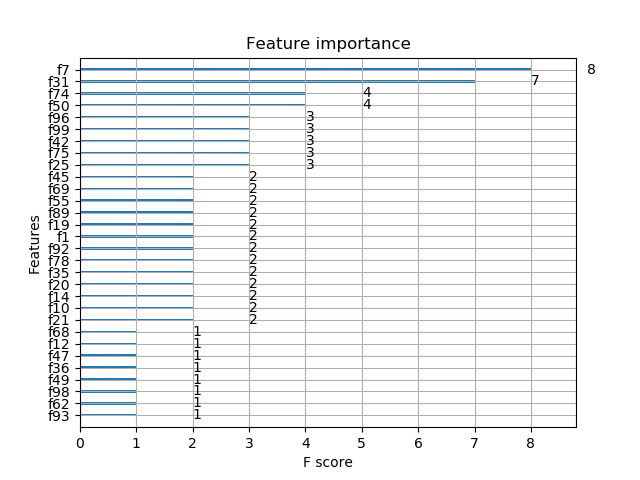 Feature importance
f7 8
f31 7
f74 4
f50 4
f96 3
f99 3
f42 3
f75 3
f25 3
f45 2
f69 2
f55 2
f89 2
f19 2
f1 2
f92 2
f78 2
f35 2
f20 2
f14 2
f10 2
f21 2
f68 1
f12 1
f47 1
f36 1
f49 1
f98 1
f62 1
f93 1
Features
0 1 2 3 4 5 6 7 8
F score